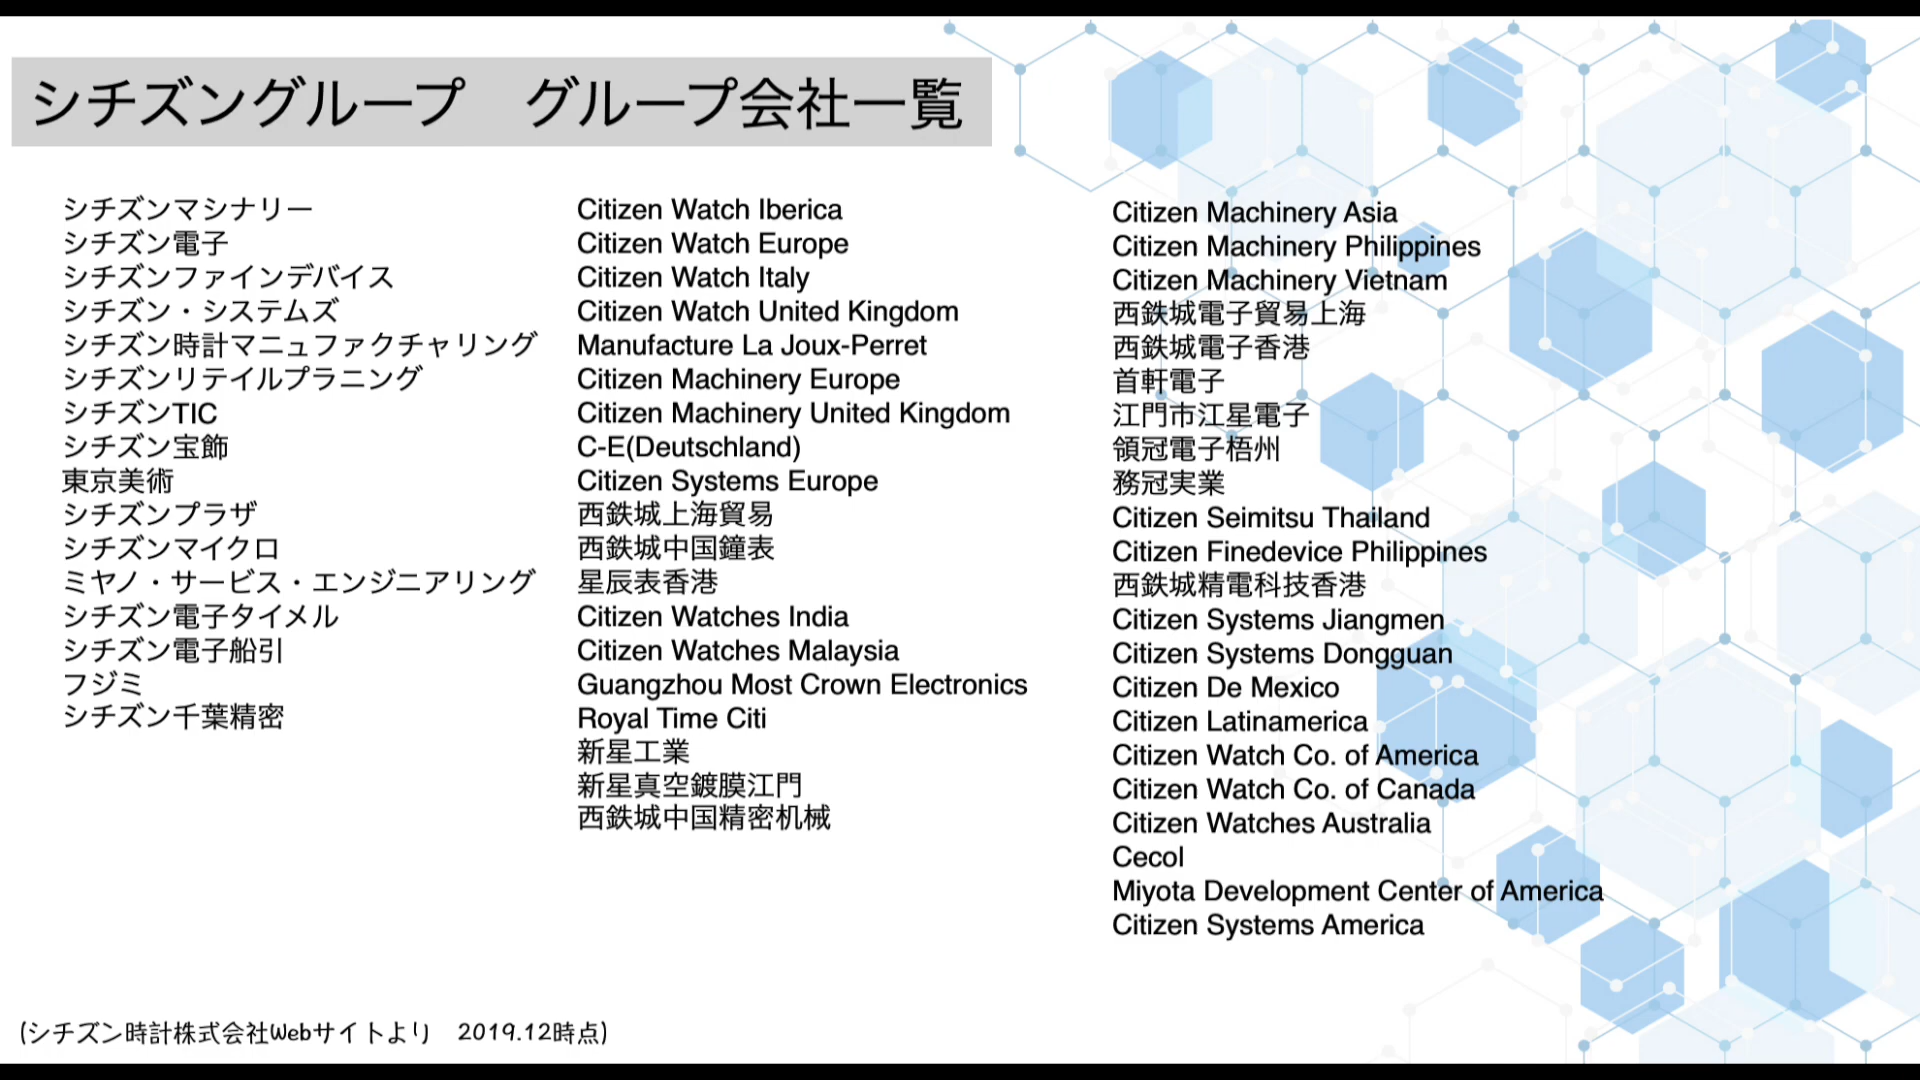 シチズングループ　グループ会社一覧
シチズンマシナリー
シチズン電子
シチズンファインデバイス
シチズン・システムズ
シチズン時計マニュファクチャリング
シチズンリテイルプラニング
シチズンTIC
シチズン宝飾
東京美術
シチズンプラザ
シチズンマイクロ
ミヤノ・サービス・エンジニアリング
シチズン電子タイメル
シチズン電子船引
フジミ
シチズン千葉精密
Citizen Watch Iberica
Citizen Watch Europe
Citizen Watch Italy
Citizen Watch United Kingdom
Manufacture La Joux-Perret
Citizen Machinery Europe
Citizen Machinery United Kingdom
C-E(Deutschland)
Citizen Systems Europe
西鉄城上海貿易
西鉄城中国鐘表
星辰表香港
Citizen Watches India
Citizen Watches Malaysia
Guangzhou Most Crown Electronics
Royal Time Citi
新星工業
新星真空鍍膜江門
西鉄城中国精密机械
Citizen Machinery Asia
Citizen Machinery Philippines
Citizen Machinery Vietnam
西鉄城電子貿易上海
西鉄城電子香港
首軒電子
江門市江星電子
領冠電子梧州
務冠実業
Citizen Seimitsu Thailand
Citizen Finedevice Philippines
西鉄城精電科技香港
Citizen Systems Jiangmen
Citizen Systems Dongguan
Citizen De Mexico
Citizen Latinamerica
Citizen Watch Co. of America
Citizen Watch Co. of Canada
Citizen Watches Australia
Cecol
Miyota Development Center of America
Citizen Systems America
(シチズン時計株式会社Webサイトより　2019.12時点)